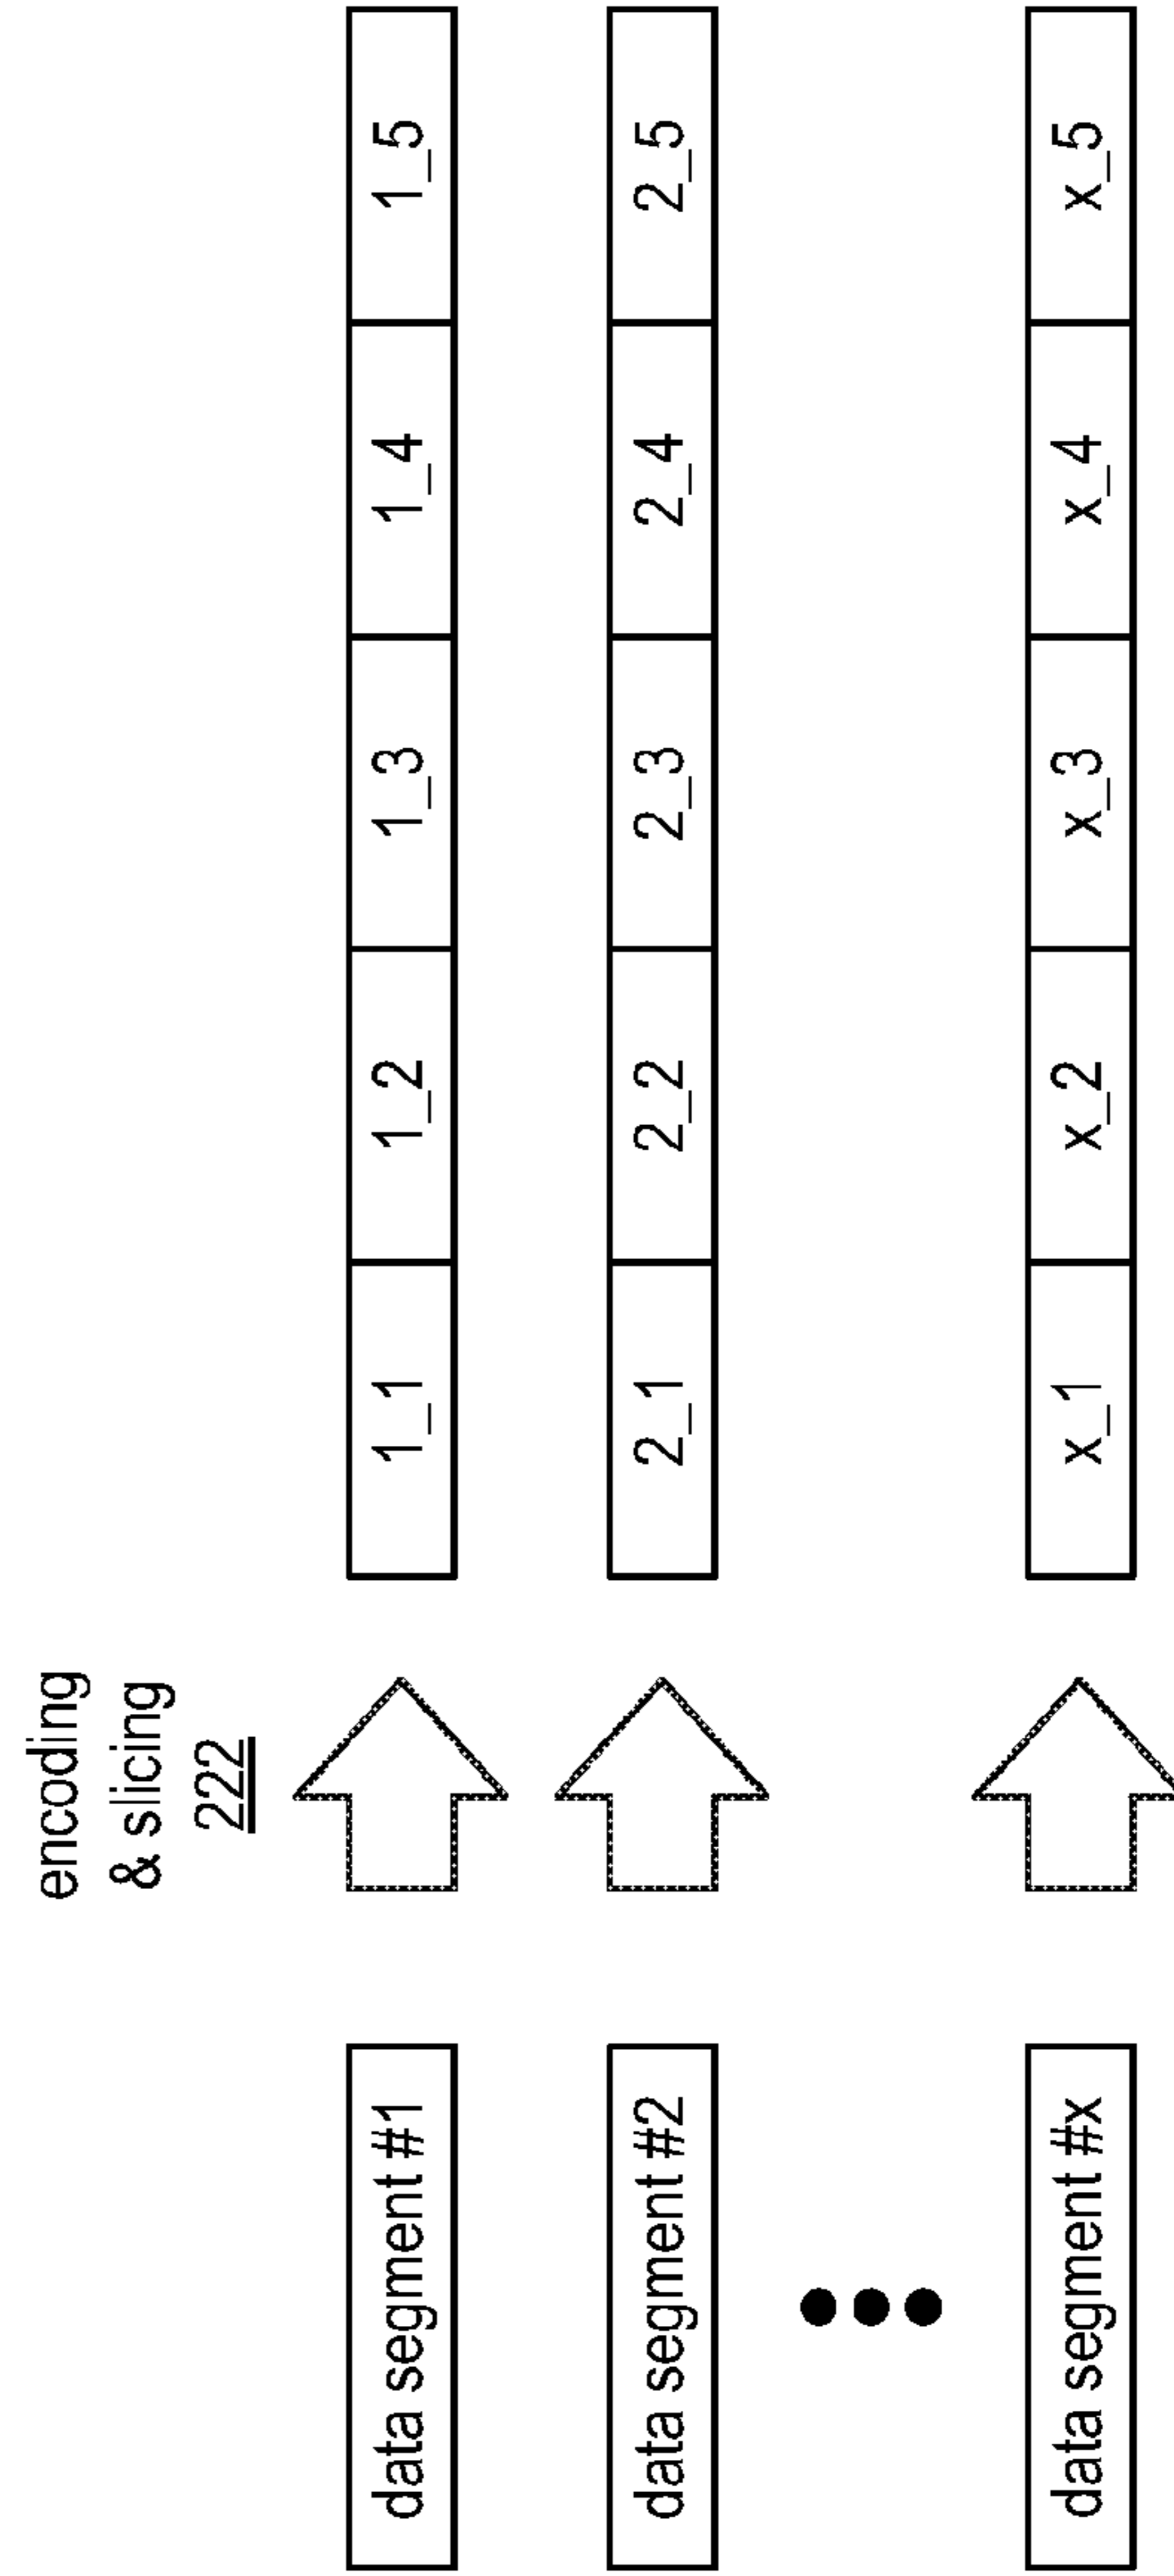 encoding
& slicing
222
data segment #1
1_1
1_2
1_3
1_4
1_5
data segment #2
2_1
2_2
2_3
2_4
2_5
data segment #x
x_1
x_2
x_3
x_4
x_5